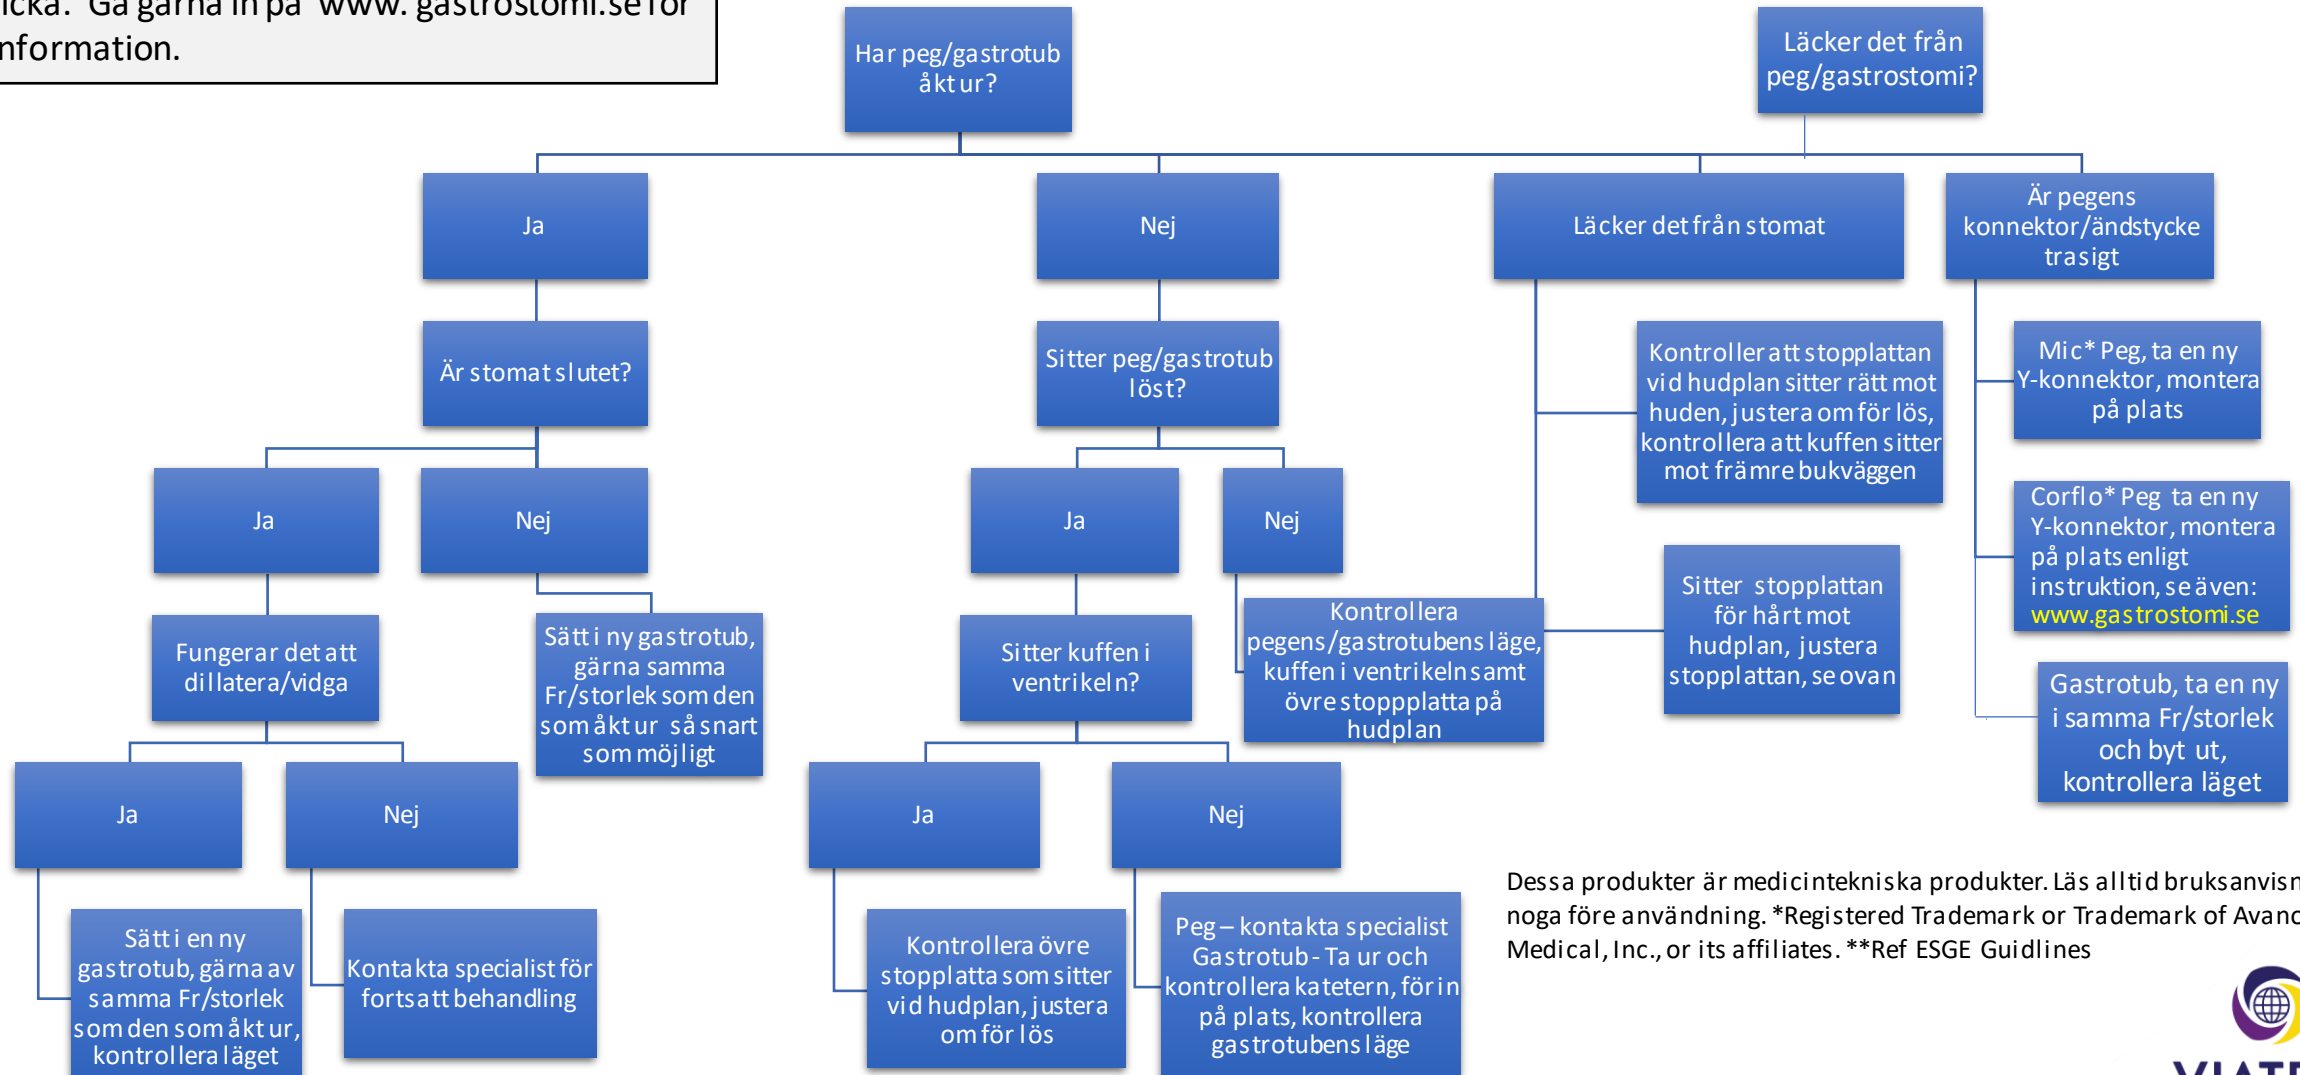 Gå gärna in på www. gastrostomi.se för
information.
Har peg/gastrotub
åkt ur?
Läcker det från
peg/gastrostomi?
Ja
Nej
Läcker det från stomat
Är pegens
konnektor/ändstycke
trasigt
Är stomat slutet?
Sitter peg/gastrotub
löst?
Kontroller att stopplattan
vid hudplan sitter rätt mot
huden, justera om för lös,
kontrollera att kuffen sitter
mot främre bukväggen
Mic* Peg, ta en ny
Y-konnektor, montera
på plats
Ja
Nej
Ja
Nej
Corflo* Peg ta en ny
Y-konnektor, montera
på plats enligt
instruktion, se även:
www.gastrostomi.se
Fungerar det att
dillatera/vidga
Sätt i ny gastrotub,
gärna samma
Fr/storlek som den
som åkt ur så snart
som möjligt
Sitter kuffen i
ventrikeln?
Kontrollera
pegens/gastrotubens läge,
kuffen i ventrikeln samt
övre stopppplatta på
hudplan
Sitter stopplattan
för hårt mot
hudplan, justera
stopplattan, se ovan
Gastrotub, ta en ny
i samma Fr/storlek
och byt ut,
kontrollera läget
Ja
Nej
Ja
Nej
Sätt i en ny
gastrotub, gärna av
samma Fr/storlek
som den som åkt ur,
kontrollera läget
Kontakta specialist för
fortsatt behandling
Kontrollera övre
stopplatta som sitter
vid hudplan, justera
om för lös
Peg – kontakta specialist
Gastrotub - Ta ur och
kontrollera katetern, för in
på plats, kontrollera
gastrotubens läge
Dessa produkter är medicintekniska produkter. Läs alltid bruksanvisn
noga före användning. *Registered Trademark or Trademark of Avano
Medical, Inc., or its affiliates. **Ref ESGE Guidlines